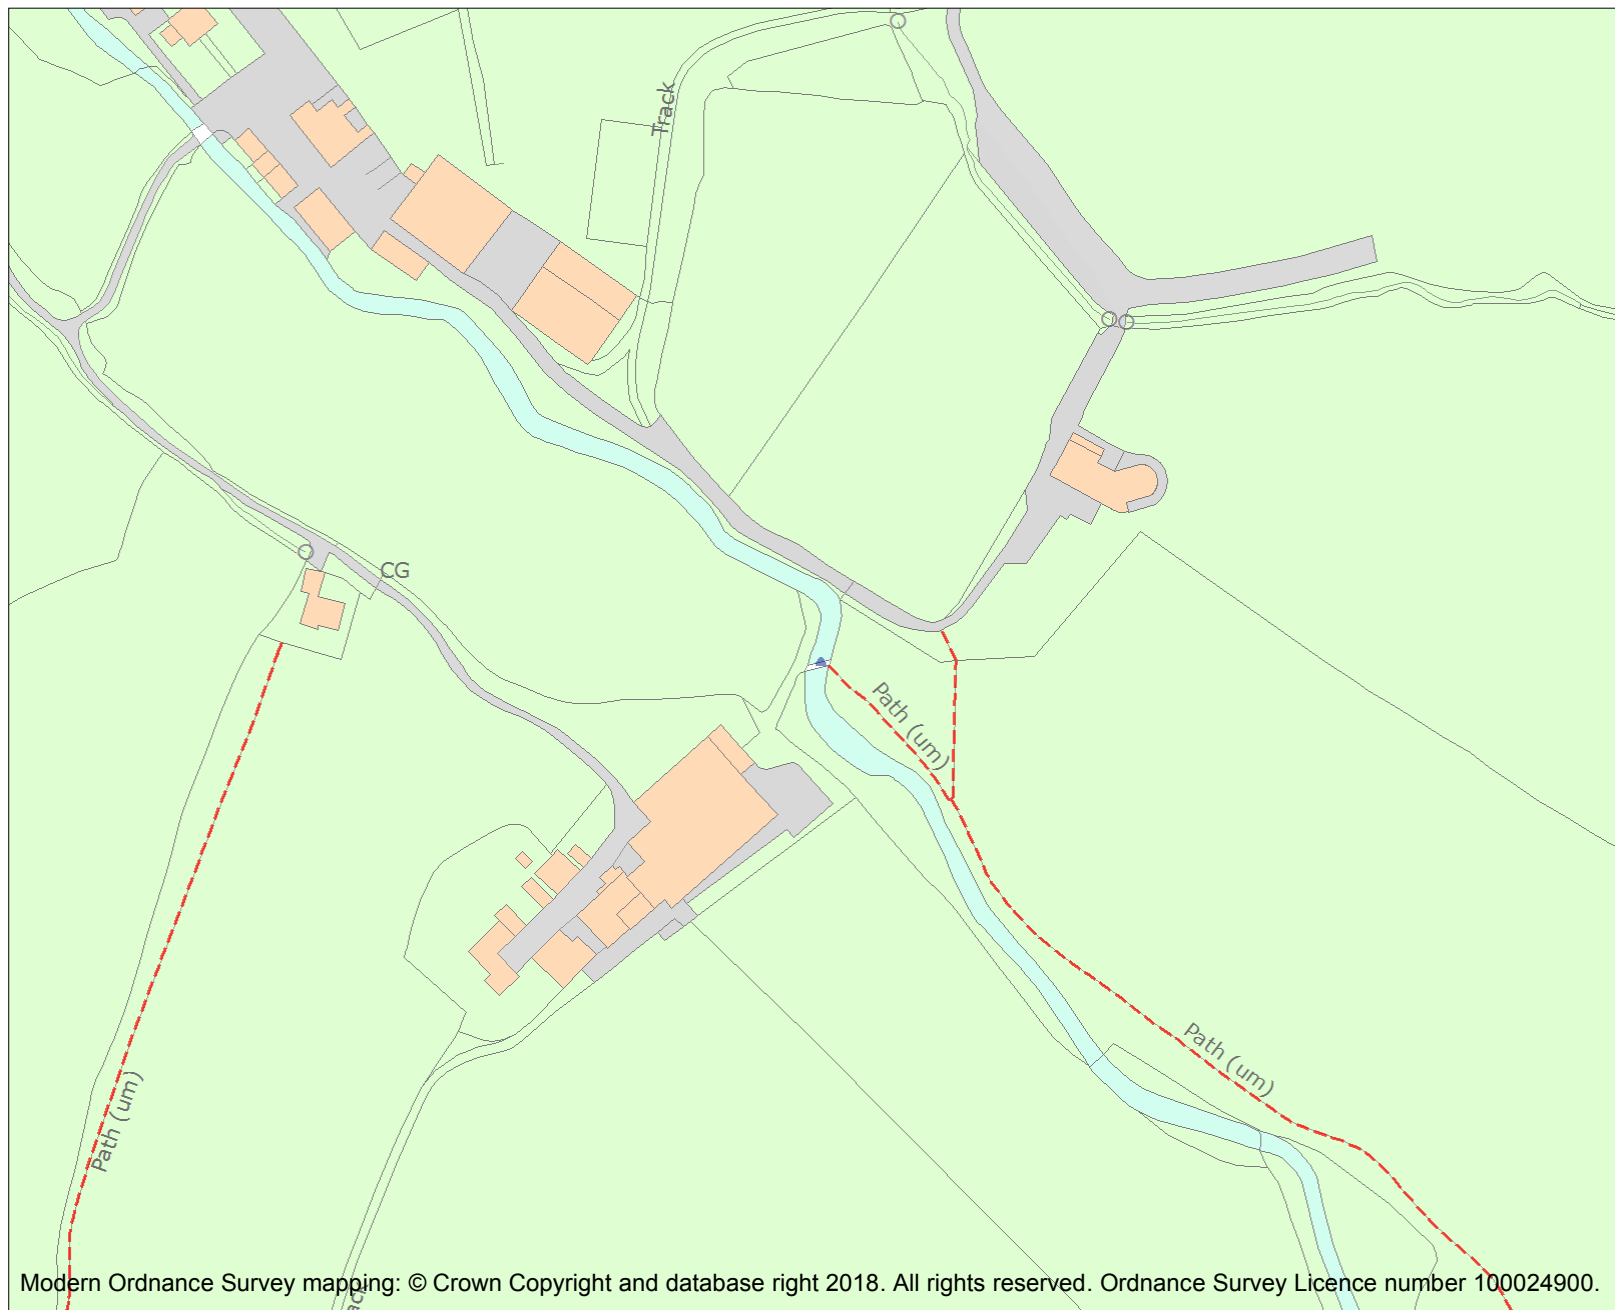 Track
CG
Path (um)
Path (um)
Path (um)
Modern Ordnance Survey mapping: © Crown Copyright and database right 2018. All rights reserved. Ordnance Survey Licence number 100024900.